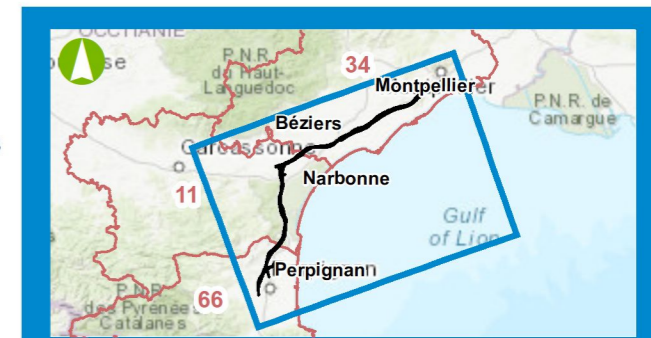 OCCITANIE
P.N.R.
du Haut-
Languedoc
34
Montpellier
P.N.R. de
Camargue
Béziers
Carcassonne
Narbonne
11
Gulf
of Lion
Perpignan
P.N.R.
des Pyrénées
Catalanes
66